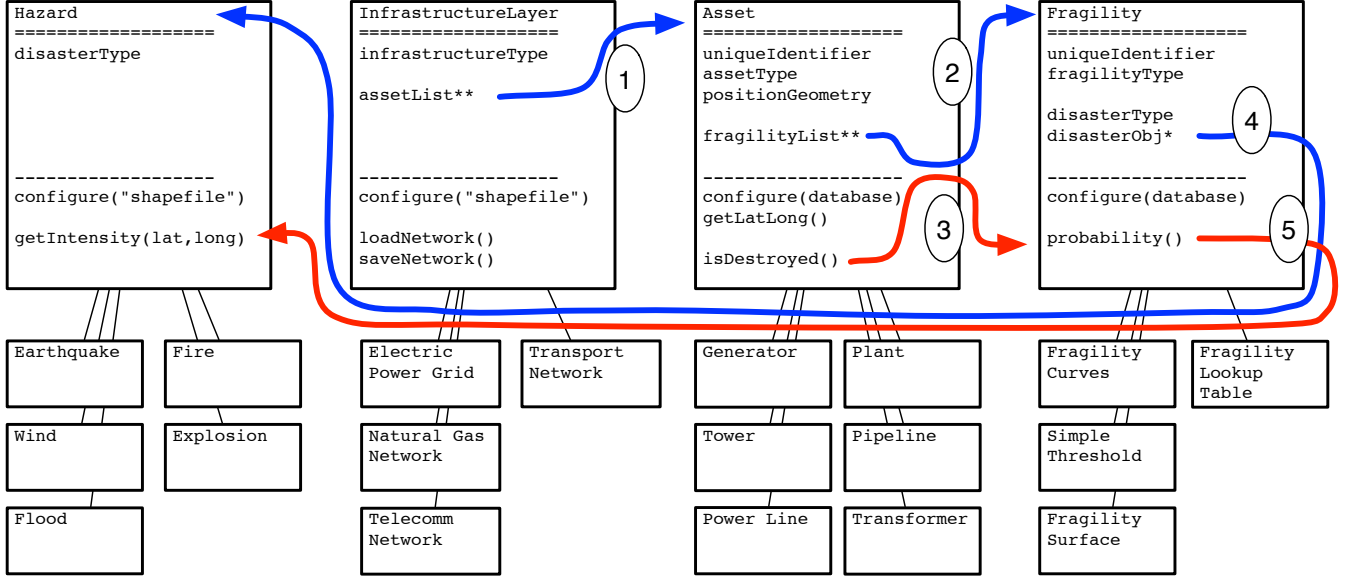 Hazard
===================
disasterType
-------------------
configure("shapefile")
getIntensity(lat,long)
InfrastructureLayer
===================
infrastructureType
assetList**
-------------------
configure("shapefile")
loadNetwork()
saveNetwork()
Asset
===================
uniqueIdentifier
assetType
positionGeometry
fragilityList**
-------------------
configure(database)
getLatLong()
isDestroyed()
Fragility
===================
uniqueIdentifier
fragilityType
disasterType
disasterObj*
-------------------
configure(database)
probability()
1
2
3
4
5
Earthquake
Fire
Wind
Explosion
Flood
Electric
Power Grid
Transport
Network
Natural Gas
Network
Telecomm
Network
Generator
Plant
Tower
Pipeline
Power Line
Transformer
Fragility
Curves
Fragility
Lookup
Table
Simple
Threshold
Fragility
Surface